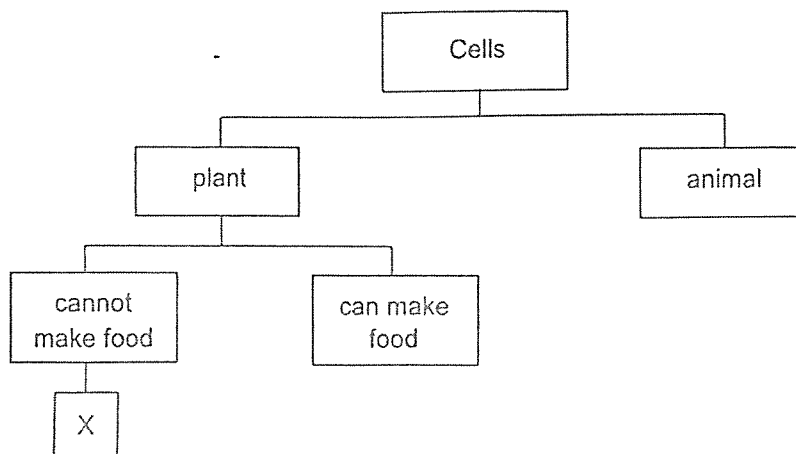 Cells
plant
animal
cannot
make food
can make
food
X